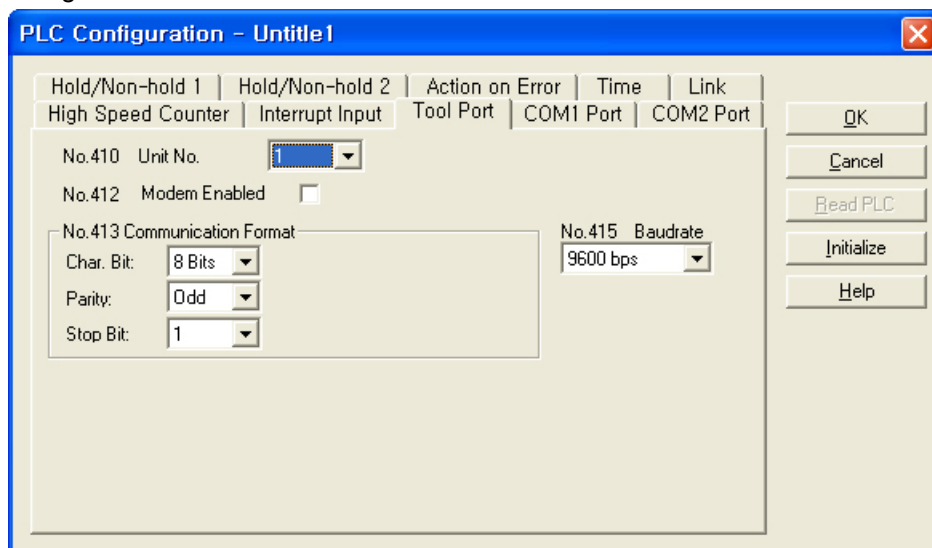 PLC Configuration - Untitle1
Hold/Non-hold 1 Hold/Non-hold 2 Action on Error Time Link
High Speed Counter Interrupt Input Tool Port COM1 Port COM2 Port
OK
No.410 Unit No. 1
Cancel
No.412 Modem Enabled
Read PLC
No.413 Communication Format
No.415 Baudrate
Char. Bit: 8 Bits
9600 bps
Initialize
Parity: Odd
Help
Stop Bit: 1